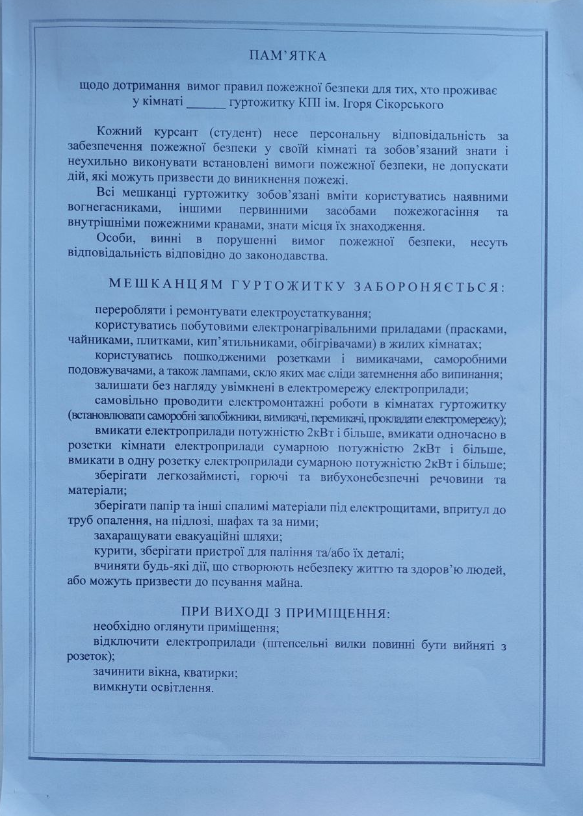 ПАМ’ЯТКА
щодо дотримання вимог правил пожежної безпеки для тих, хто проживає
у кімнаті ______ гуртожитку КПІ ім. Ігоря Сікорського
Кожний курсант (студент) несе персональну відповідальність за
забезпечення пожежної безпеки у своїй кімнаті та зобов’язаний знати і
неухильно виконувати встановлені вимоги пожежної безпеки, не допускати
дій, які можуть призвести до виникнення пожежі.
Всі мешканці гуртожитку зобов’язані вміти користуватись наявними
вогнегасниками, іншими первинними засобами пожежогасіння та
внутрішніми пожежними кранами, знати місця їх знаходження.
Особи, винні в порушенні вимог пожежної безпеки, несуть
відповідальність відповідно до законодавства.
МЕШКАНЦЯМ ГУРТОЖИТКУ ЗАБОРОНЯЄТЬСЯ:
переробляти і ремонтувати електроустаткування;
користуватись побутовими електронагрівальними приладами (прасками,
чайниками, плитками, кип’ятильниками, обігрівачами) в жилих кімнатах;
користуватись пошкодженими розетками і вимикачами, саморобними
подовжувачами, а також лампами, скло яких має сліди затемнення або випинання;
залишати без нагляду увімкнені в електромережу електроприлади;
самовільно проводити електромонтажні роботи в кімнатах гуртожитку
(встановлювати саморобні запобіжники, вимикачі, перемикачі, прокладати електромережу);
вмикати електроприлади потужністю 2кВт і більше, вмикати одночасно в
розетки кімнати електроприлади сумарною потужністю 2кВт і більше,
вмикати в одну розетку електроприлади сумарною потужністю 2кВт і більше;
зберігати легкозаймисті, горючі та вибухонебезпечні речовини та
матеріали;
зберігати папір та інші спалимі матеріали під електрощитами, впритул до
труб опалення, на підлозі, шафах та за ними;
захаращувати евакуаційні шляхи;
курити, зберігати пристрої для паління та/або їх деталі;
вчиняти будь-які дії, що створюють небезпеку життю та здоров’ю людей,
або можуть призвести до псування майна.
ПРИ ВИХОДІ З ПРИМІЩЕННЯ:
необхідно оглянути приміщення;
відключити електроприлади (штепсельні вилки повинні бути вийняті з
розеток);
зачинити вікна, кватирки;
вимкнути освітлення.